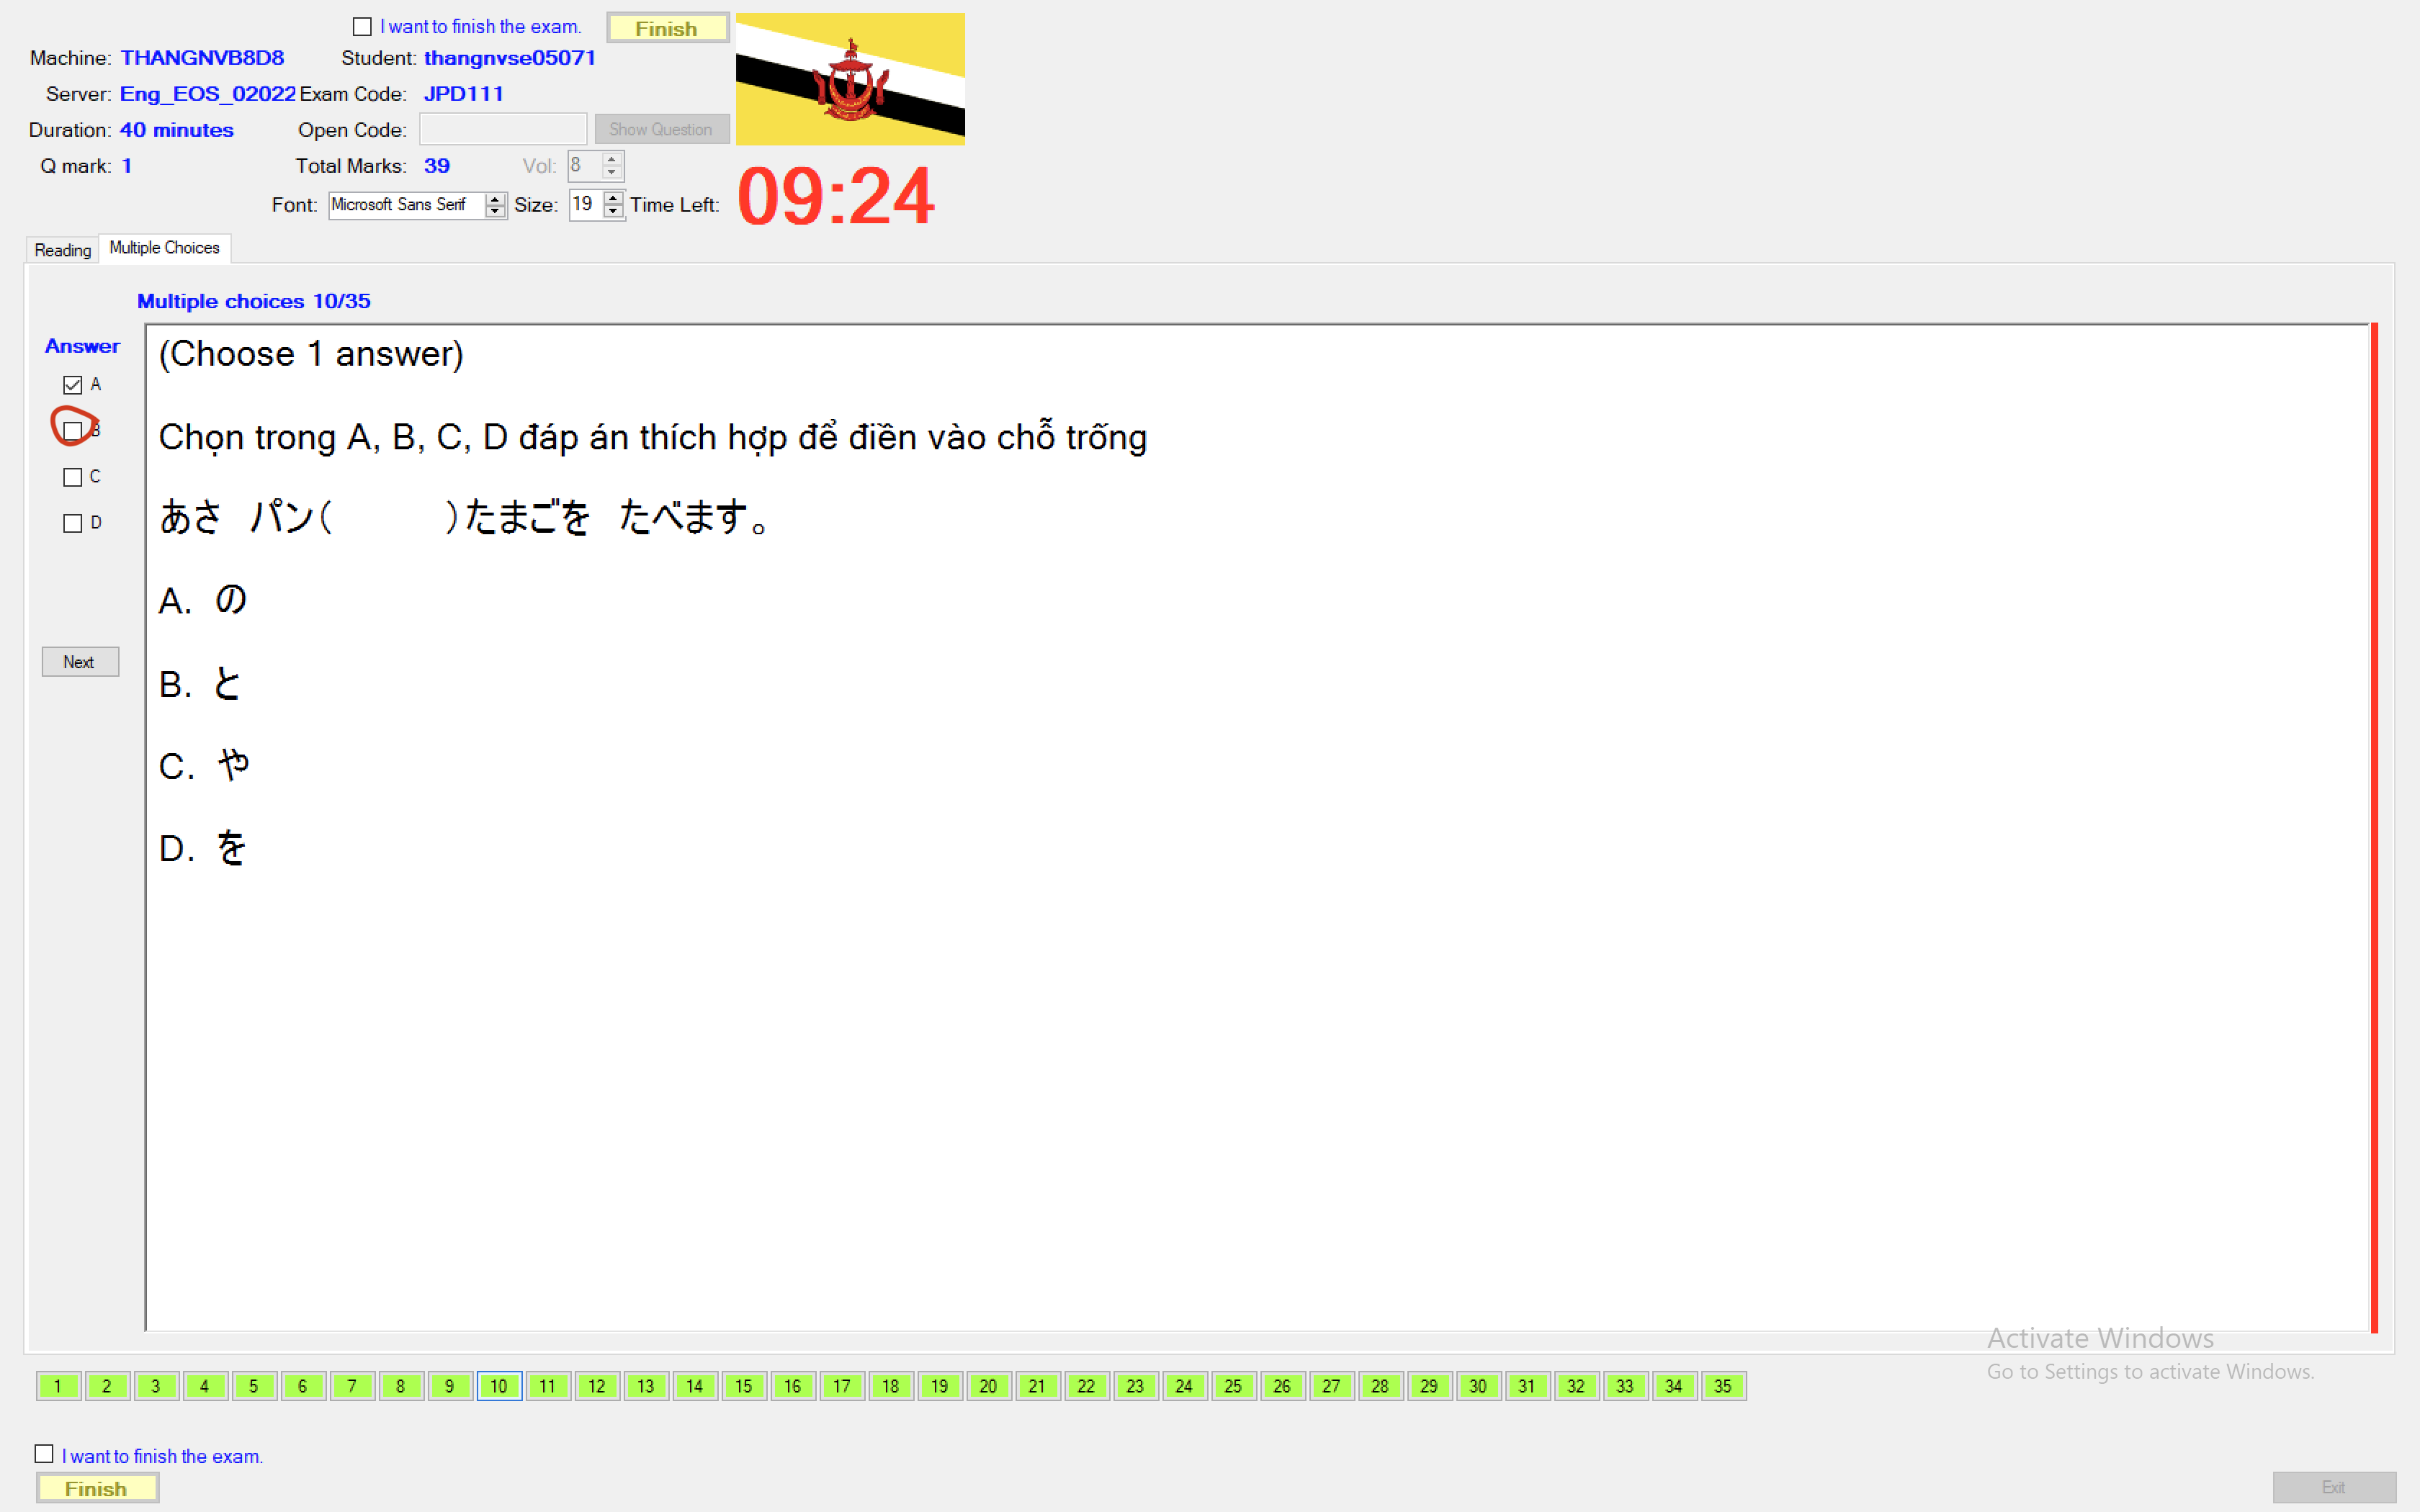 I want to finish the exam. Finish
Machine: THANGNVB8D8 Student: thangnvse05071
Server: Eng_EOS_02022 Exam Code: JPD111
Duration: 40 minutes Open Code: Show Question
Q mark: 1 Total Marks: 39 Vol: 8
Font: Microsoft Sans Serif Size: 19 Time Left: 09:24
Reading Multiple Choices
Multiple choices 10/35
Answer
A
B
C
D
Next
(Choose 1 answer)
Chọn trong A, B, C, D đáp án thích hợp để điền vào chỗ trống
あさ パン( )たまごを たべます。
A. の
B. と
C. や
D. を
Activate Windows
Go to Settings to activate Windows.
1 2 3 4 5 6 7 8 9 10 11 12 13 14 15 16 17 18 19 20 21 22 23 24 25 26 27 28 29 30 31 32 33 34 35
I want to finish the exam.
Finish
Exit